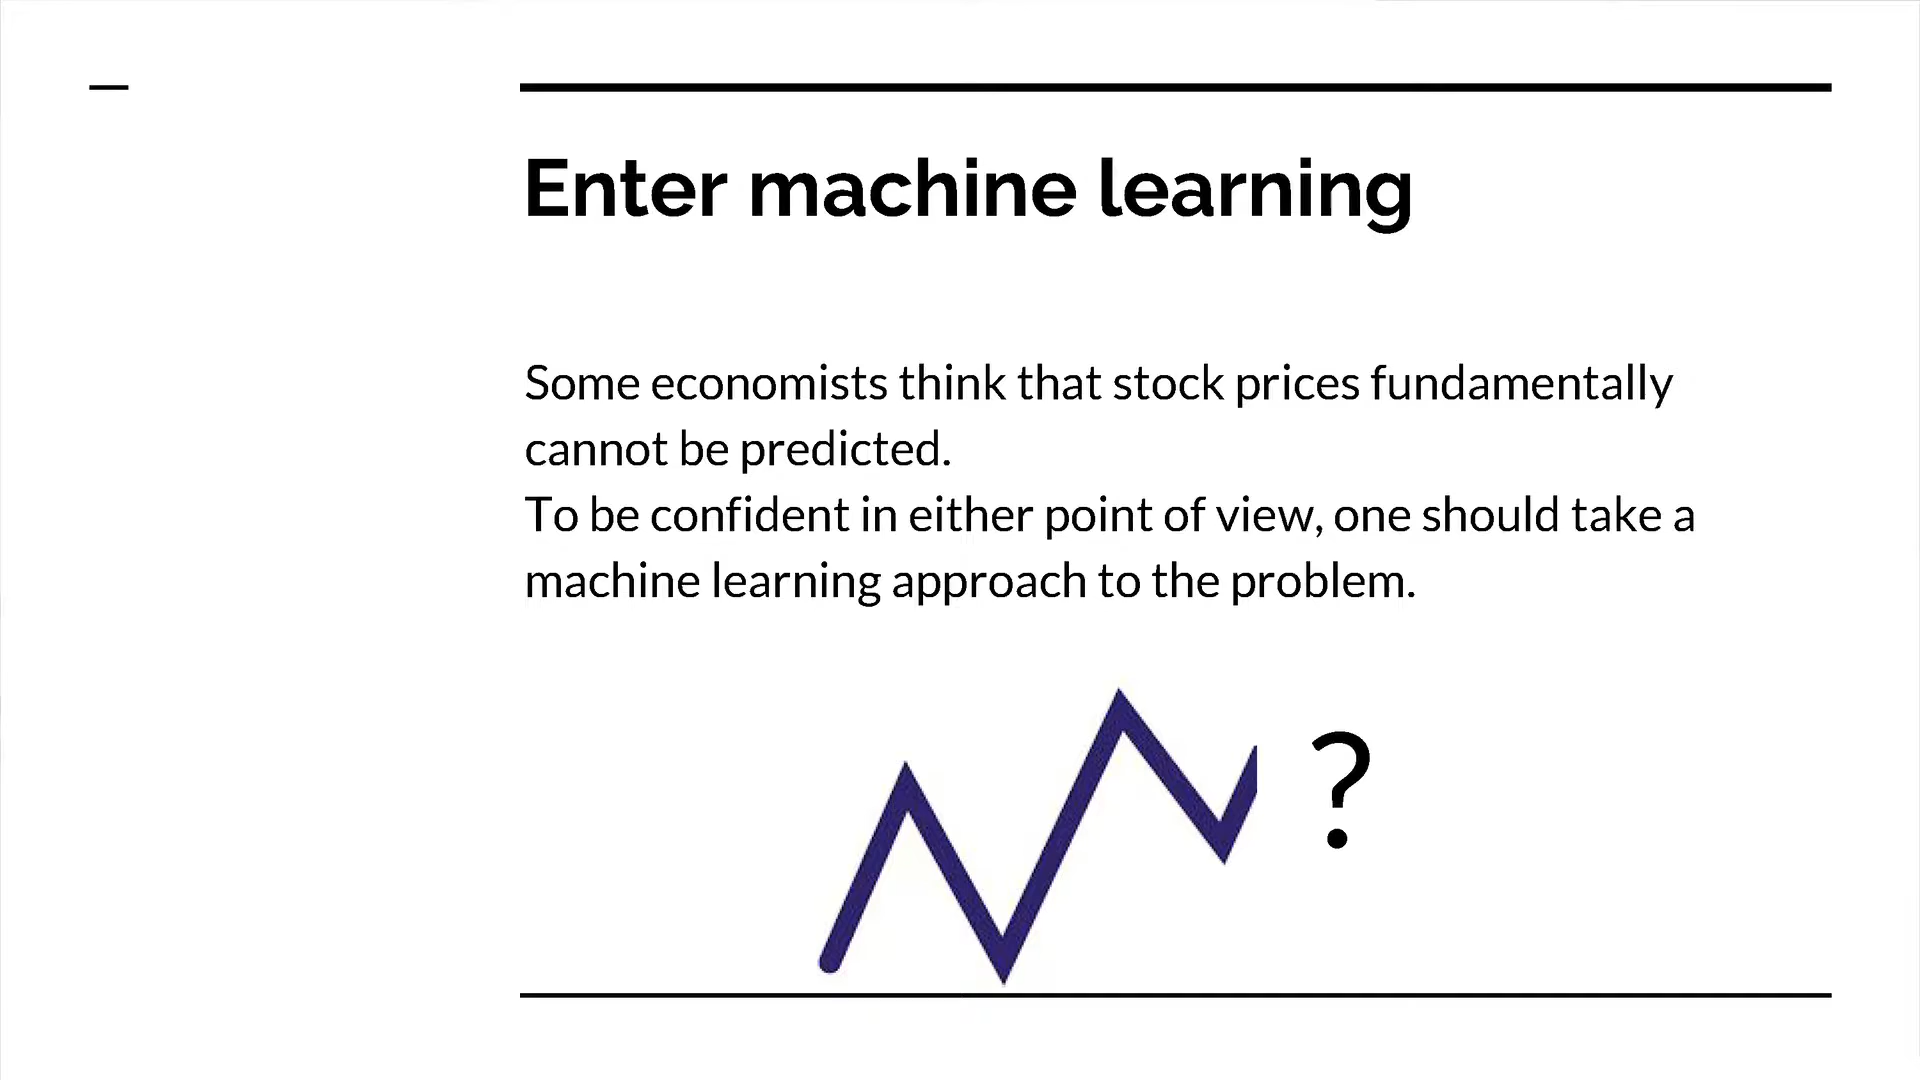 Enter machine learning
Some economists think that stock prices fundamentally
cannot be predicted.
To be confident in either point of view, one should take a
machine learning approach to the problem.
?